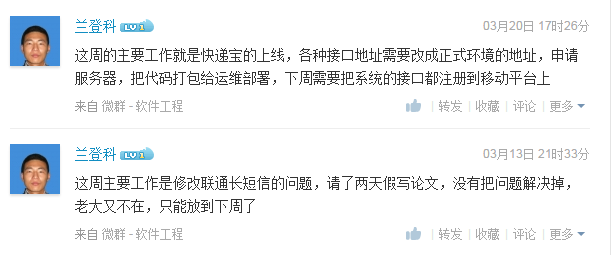 兰登科 LV 1 03月20日 17时26分
这周的主要工作就是快递宝的上线，各种接口地址需要改成正式环境的地址，申请
服务器，把代码打包给运维部署，下周需要把系统的接口都注册到移动平台上
来自 微群 - 软件工程 转发 收藏 评论 更多
兰登科 LV 1 03月13日 21时33分
这周主要工作是修改联通长短信的问题，请了两天假写论文，没有把问题解决掉，
老大又不在，只能放到下周了
来自 微群 - 软件工程 转发 收藏 评论 更多